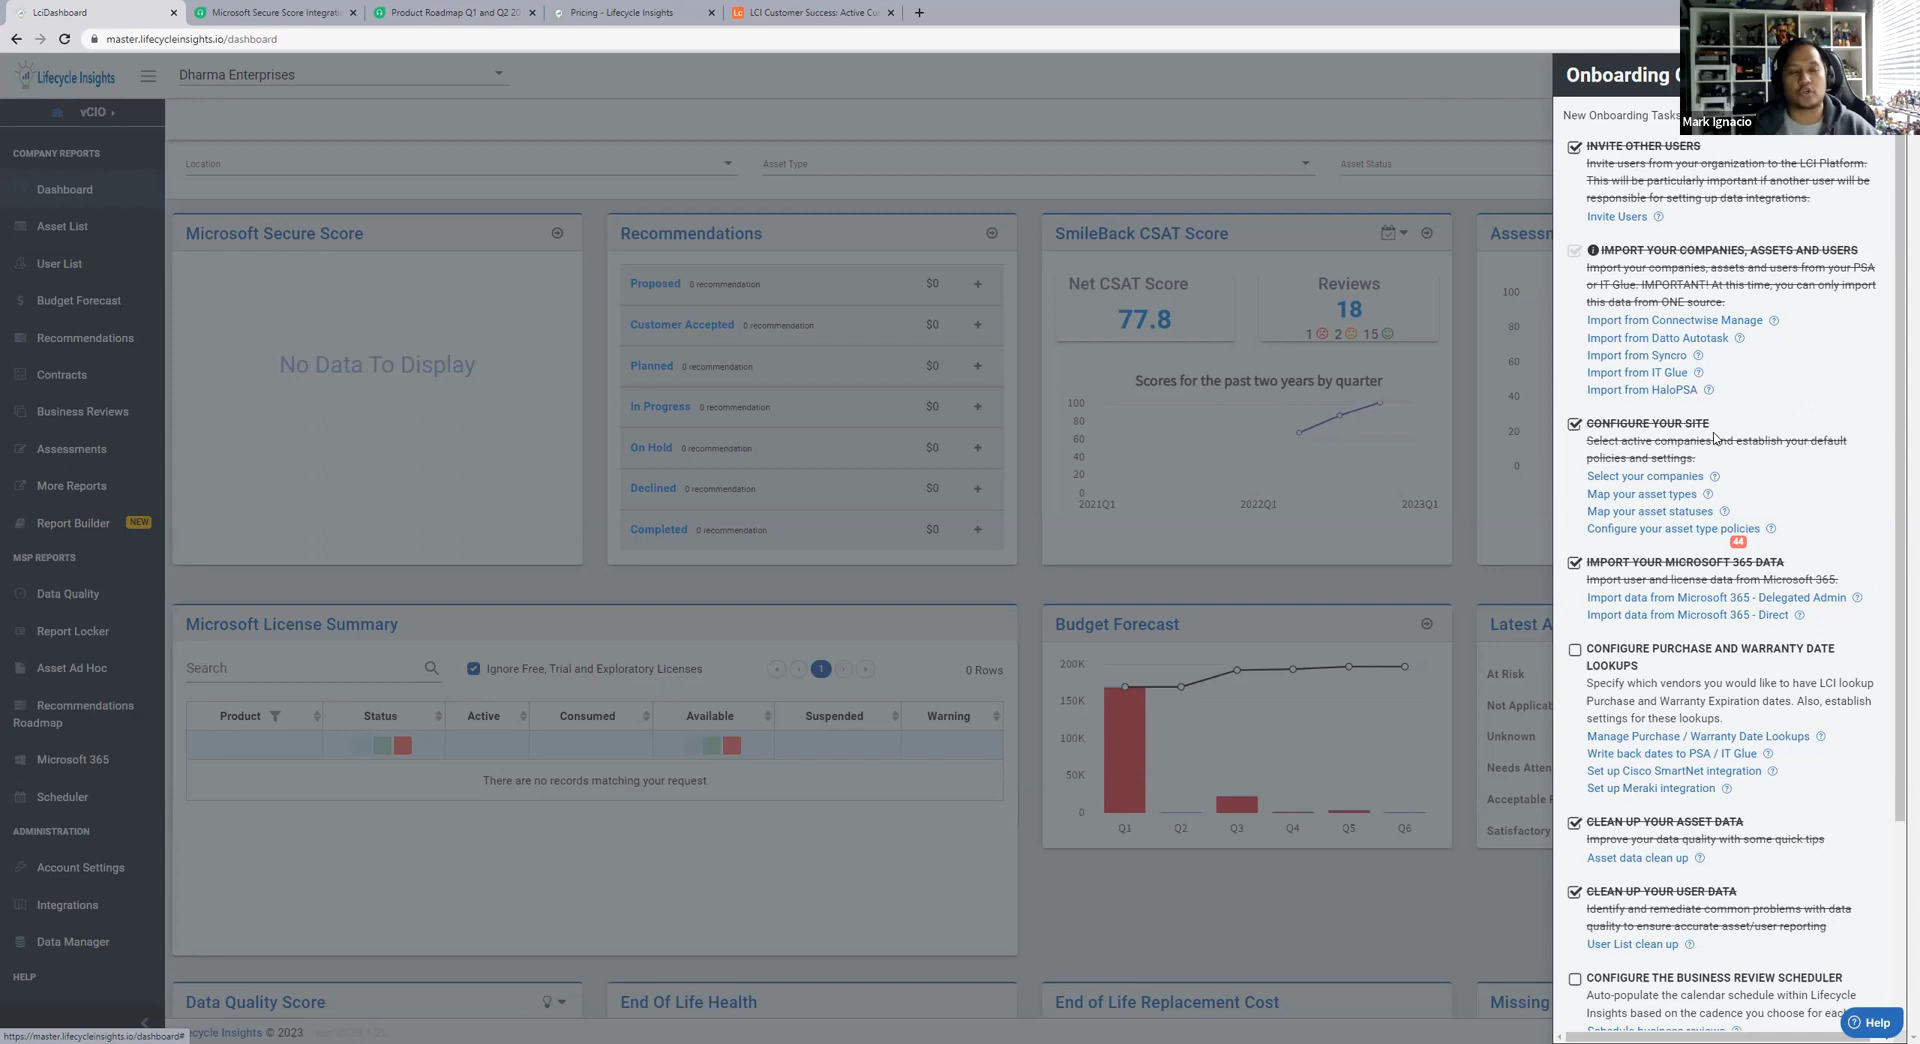 LciDashboard
Microsoft Secure Score Integrati
Product Roadmap Q1 and Q2 20
Pricing - Lifecycle Insights
LCI Customer Success: Active Cu
master.lifecycleinsights.io/dashboard
Lifecycle Insights
Dharma Enterprises
vCIO
COMPANY REPORTS
Dashboard
Asset List
User List
Budget Forecast
Recommendations
Contracts
Business Reviews
Assessments
More Reports
Report Builder NEW
MSP REPORTS
Data Quality
Report Locker
Asset Ad Hoc
Recommendations
Roadmap
Microsoft 365
Scheduler
ADMINISTRATION
Account Settings
Integrations
Data Manager
HELP
https://master.lifecycleinsights.io/dashboard#
ecycle Insights © 2023
Location
Asset Type
Asset Status
Microsoft Secure Score
No Data To Display
Recommendations
Proposed 0 recommendation $0 +
Customer Accepted 0 recommendation $0 +
Planned 0 recommendation $0 +
In Progress 0 recommendation $0 +
On Hold 0 recommendation $0 +
Declined 0 recommendation $0 +
Completed 0 recommendation $0 +
SmileBack CSAT Score
Net CSAT Score
77.8
Reviews
18
1 2 15
Scores for the past two years by quarter
100
80
60
40
20
0
2021Q1 2022Q1 2023Q1
Assessm
100
80
60
40
20
0
Microsoft License Summary
Search
Ignore Free, Trial and Exploratory Licenses
1
0 Rows
Product Status Active Consumed Available Suspended Warning
There are no records matching your request
Budget Forecast
200K
150K
100K
50K
0
Q1 Q2 Q3 Q4 Q5 Q6
Latest A
At Risk
Not Applicab
Unknown
Needs Atten
Acceptable F
Satisfactory
Data Quality Score
End Of Life Health
End of Life Replacement Cost
Missing
Onboarding
New Onboarding Tasks
Mark Ignacio
INVITE OTHER USERS
Invite users from your organization to the LCI Platform.
This will be particularly important if another user will be
responsible for setting up data integrations.
Invite Users
IMPORT YOUR COMPANIES, ASSETS AND USERS
Import your companies, assets and users from your PSA
or IT Glue. IMPORTANT! At this time, you can only import
this data from ONE source.
Import from Connectwise Manage
Import from Datto Autotask
Import from Syncro
Import from IT Glue
Import from HaloPSA
CONFIGURE YOUR SITE
Select active companies and establish your default
policies and settings.
Select your companies
Map your asset types
Map your asset statuses
Configure your asset type policies
44
IMPORT YOUR MICROSOFT 365 DATA
Import user and license data from Microsoft 365.
Import data from Microsoft 365 - Delegated Admin
Import data from Microsoft 365 - Direct
CONFIGURE PURCHASE AND WARRANTY DATE
LOOKUPS
Specify which vendors you would like to have LCI lookup
Purchase and Warranty Expiration dates. Also, establish
settings for these lookups.
Manage Purchase / Warranty Date Lookups
Write back dates to PSA / IT Glue
Set up Cisco SmartNet integration
Set up Meraki integration
CLEAN UP YOUR ASSET DATA
Improve your data quality with some quick tips
Asset data clean up
CLEAN UP YOUR USER DATA
Identify and remediate common problems with data
quality to ensure accurate asset/user reporting
User List clean up
CONFIGURE THE BUSINESS REVIEW SCHEDULER
Auto-populate the calendar schedule within Lifecycle
Insights based on the cadence you choose for eac
Schedule business reviews
Help